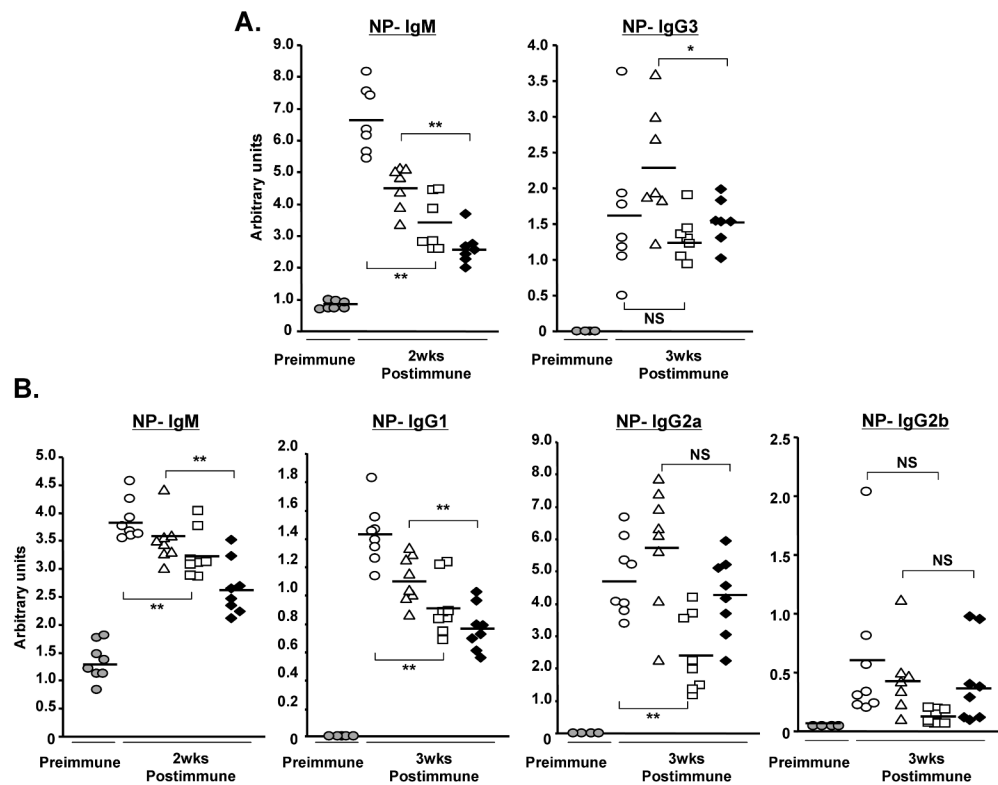 A.
NP- IgM
NP- IgG3
Arbitrary units
9.0
8.0
7.0
6.0
5.0
4.0
3.0
2.0
1.0
0
**
**
Preimmune
2wks
Postimmune
4.0
3.5
3.0
2.5
2.0
1.5
1.0
0.5
0
*
NS
Preimmune
3wks
Postimmune
B.
NP- IgM
NP- IgG1
NP- IgG2a
NP- IgG2b
Arbitrary units
5.0
4.5
4.0
3.5
3.0
2.5
2.0
1.5
1.0
0.5
0
**
**
Preimmune
2wks
Postimmune
2.0
1.8
1.6
1.4
1.2
1.0
0.8
0.6
0.4
0.2
0
**
**
Preimmune
3wks
Postimmune
9.0
8.0
7.0
6.0
5.0
4.0
3.0
2.0
1.0
0
NS
**
Preimmune
3wks
Postimmune
2.5
2.0
1.5
1.0
0.5
0
NS
NS
Preimmune
3wks
Postimmune